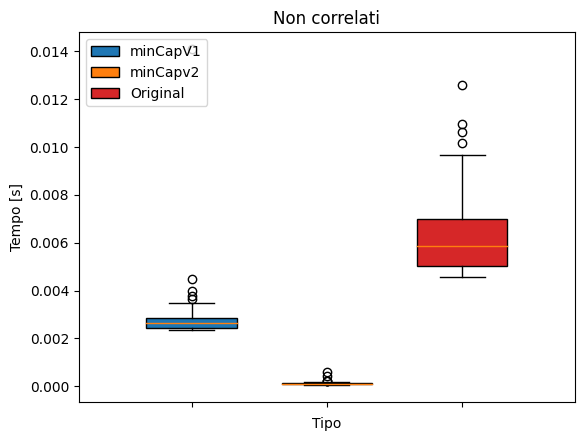 Non correlati
minCapV1
minCapv2
Original
0.014
0.012
0.010
0.008
0.006
0.004
0.002
0.000
Tempo [s]
Tipo